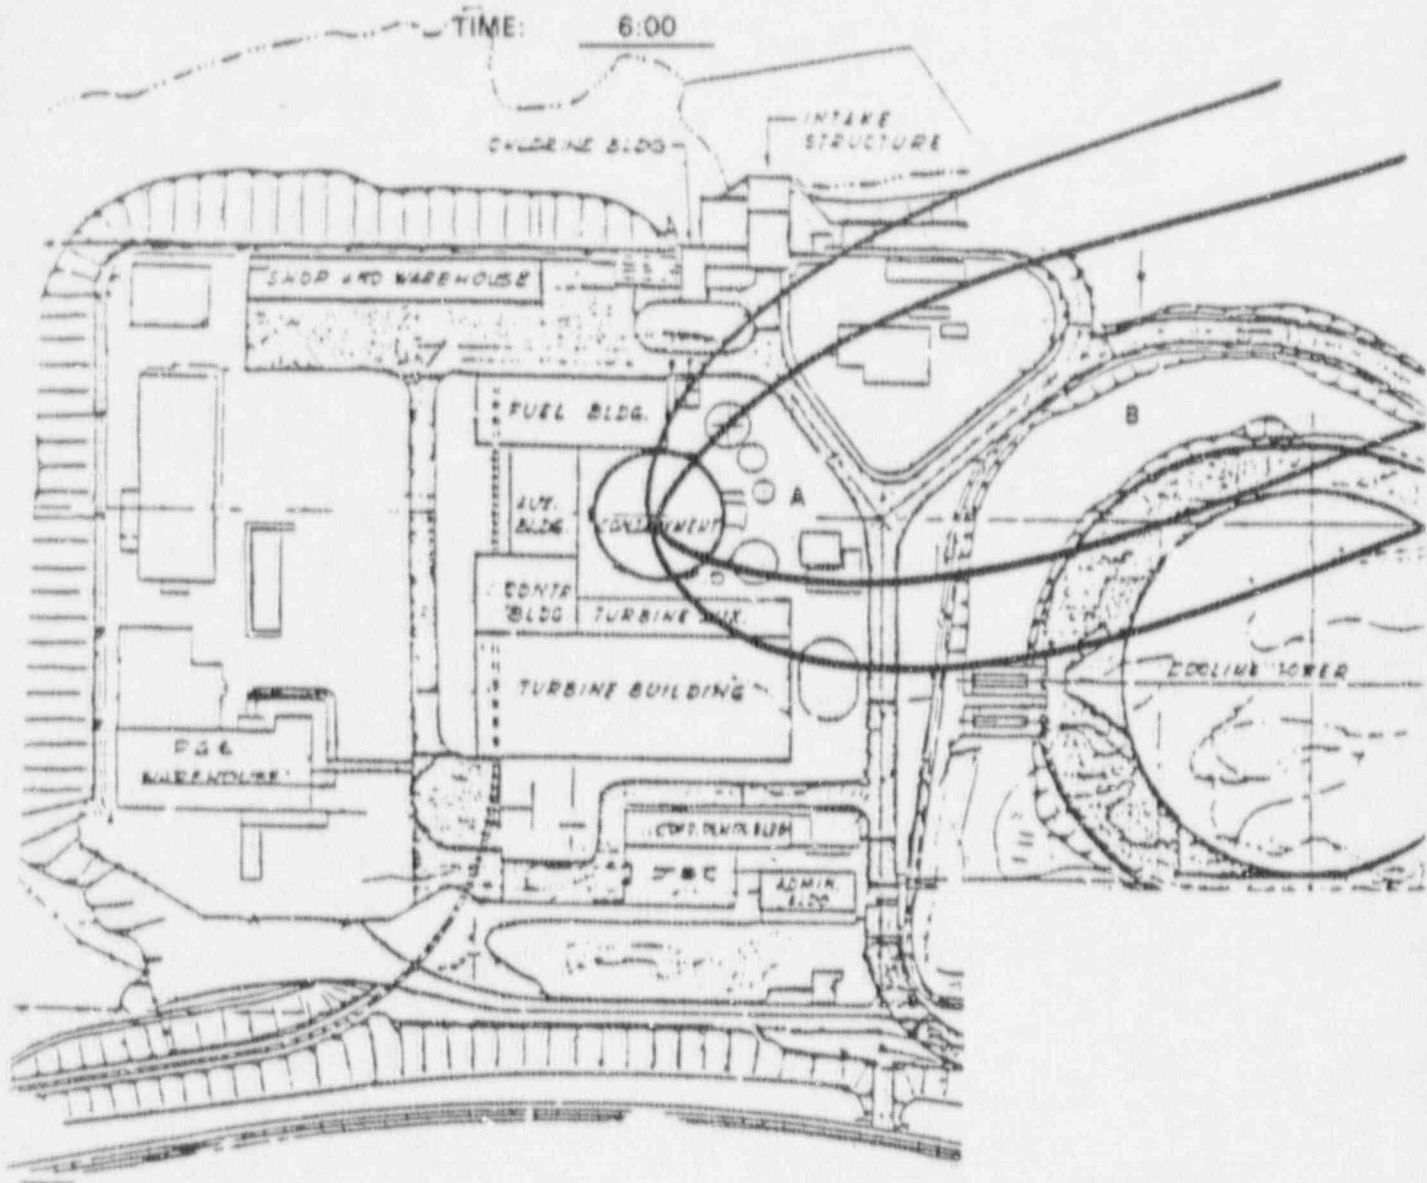 TIME: 6:00
INTAKE
STRUCTURE
CHLORINE BLDG
SHOP AND WAREHOUSE
B
FUEL BLDG.
A
AUX.
BLDG.
CONTAINMENT
CONTR
BLDG
TURBINE AUX.
COOLING TOWER
TURBINE BUILDING
P G E
WAREHOUSE
ADMIN.
BLDG